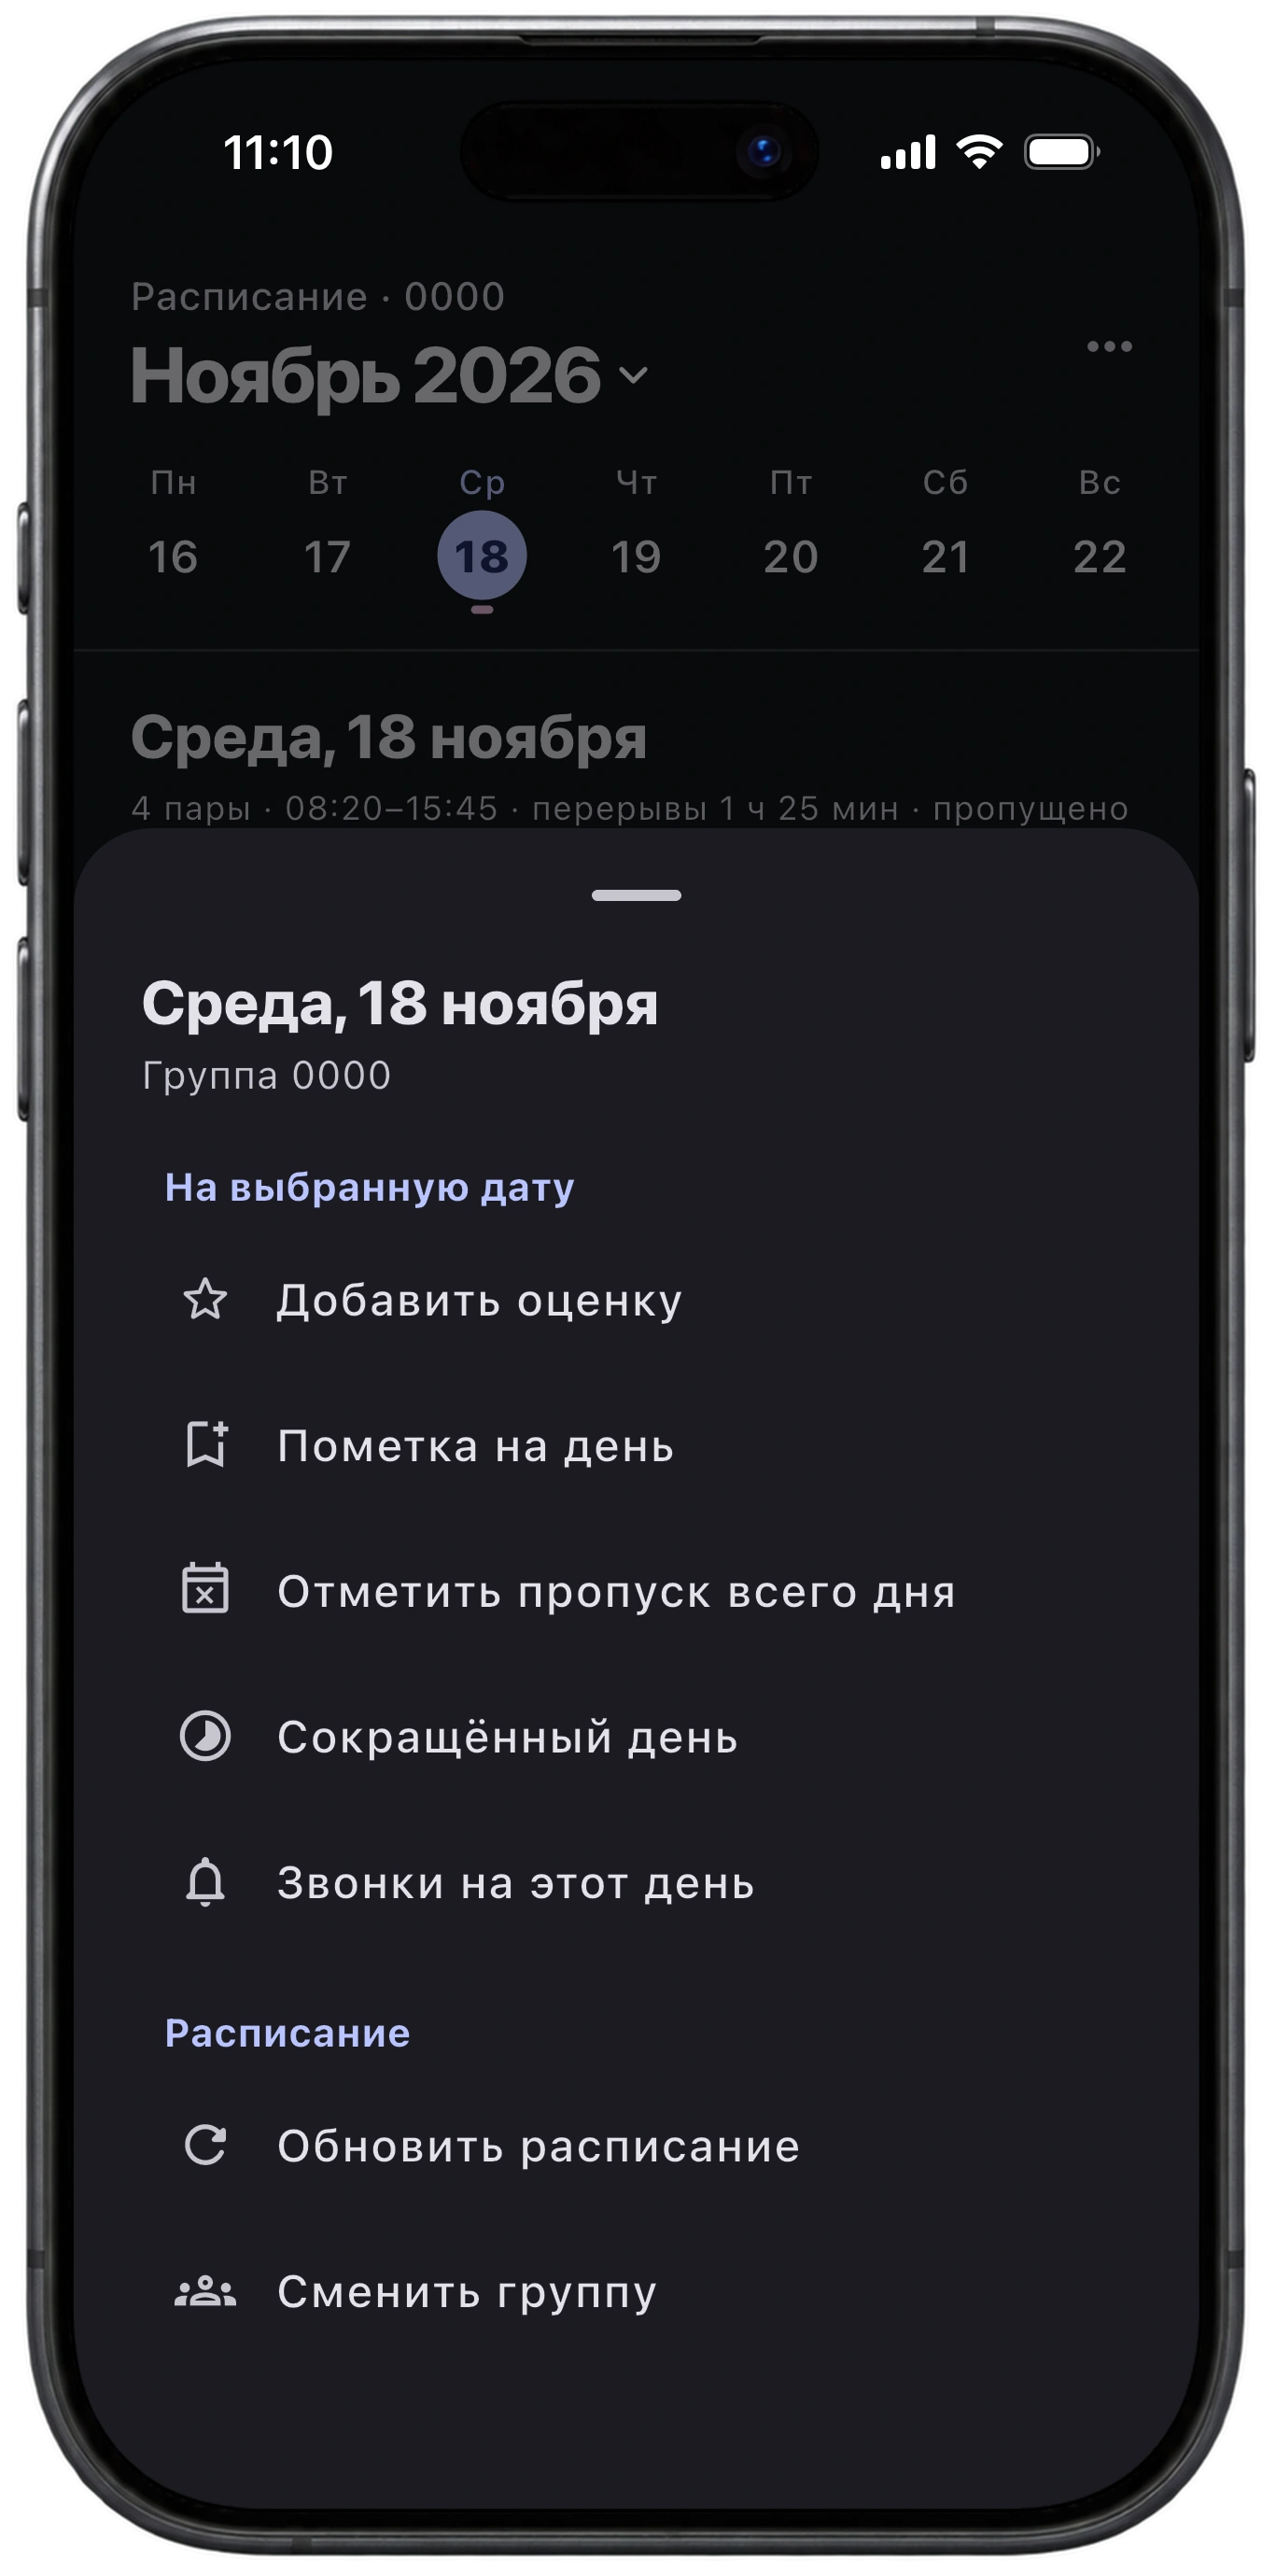 11:10
Расписание · 0000
Ноябрь 2026
Пн Вт Ср Чт Пт Сб Вс
16 17 18 19 20 21 22
Среда, 18 ноября
4 пары · 08:20–15:45 · перерывы 1 ч 25 мин · пропущено
Среда, 18 ноября
Группа 0000
На выбранную дату
Добавить оценку
Пометка на день
Отметить пропуск всего дня
Сокращённый день
Звонки на этот день
Расписание
Обновить расписание
Сменить группу